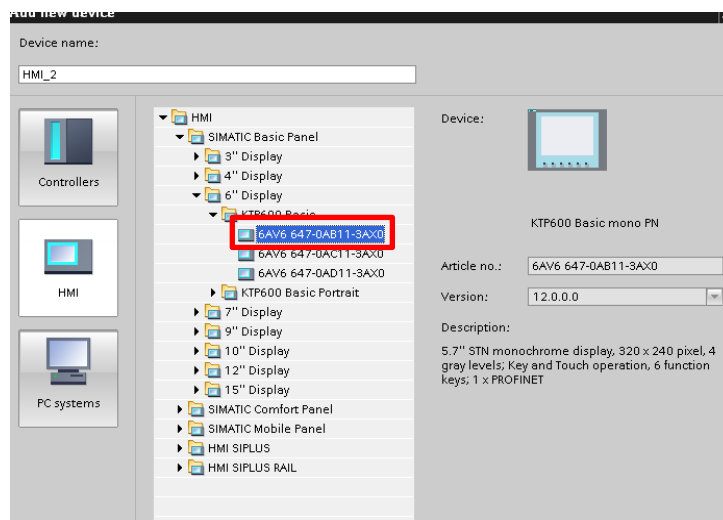 Add new device
Device name:
HMI_2
Controllers
HMI
PC systems
HMI
SIMATIC Basic Panel
3'' Display
4'' Display
6'' Display
KTP600 Basic
6AV6 647-0AB11-3AX0
6AV6 647-0AC11-3AX0
6AV6 647-0AD11-3AX0
KTP600 Basic Portrait
7'' Display
9'' Display
10'' Display
12'' Display
15'' Display
SIMATIC Comfort Panel
SIMATIC Mobile Panel
HMI SIPLUS
HMI SIPLUS RAIL
Device:
KTP600 Basic mono PN
Article no.: 6AV6 647-0AB11-3AX0
Version: 12.0.0.0
Description:
5.7'' STN monochrome display, 320 x 240 pixel, 4
gray levels; Key and Touch operation, 6 function
keys; 1 x PROFINET